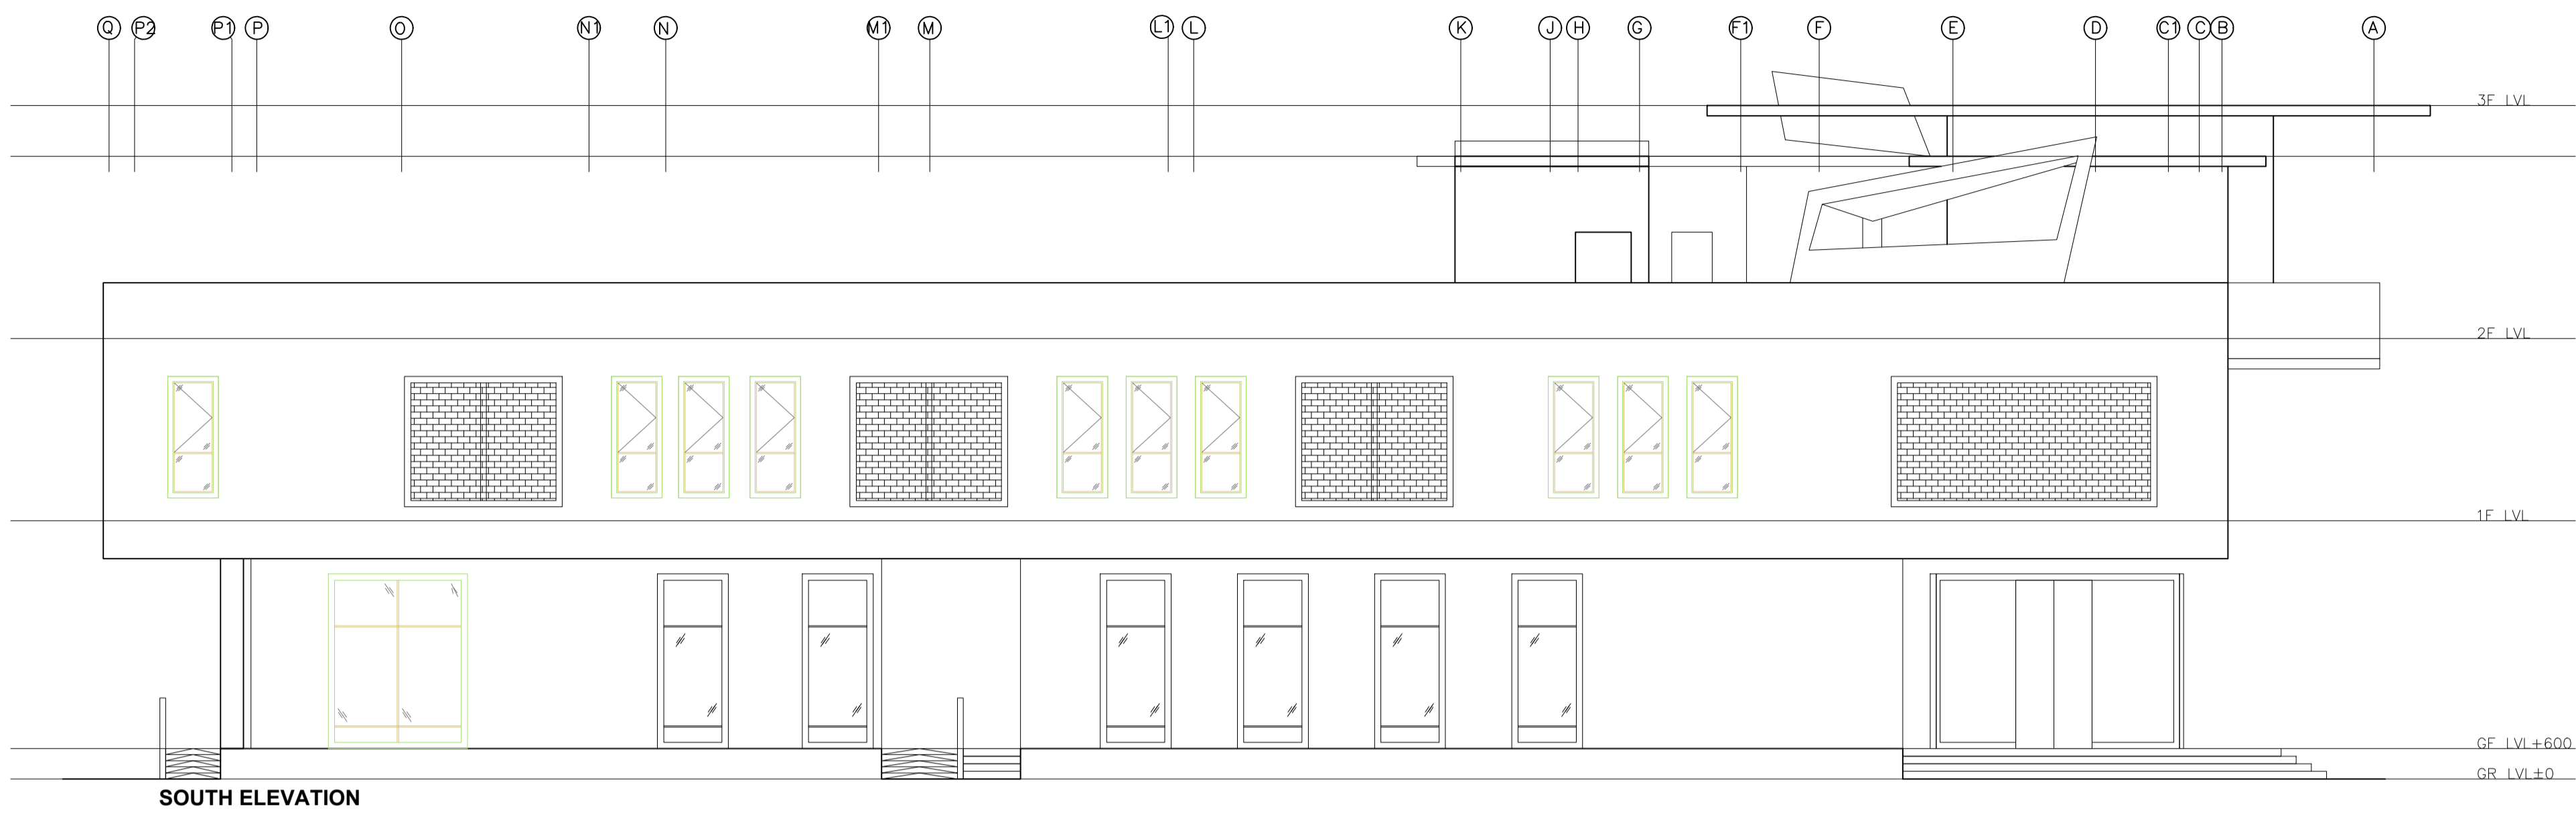 Q P2 P1 P O N1 N M1 M L1 L K J H G F1 F E D C1 C B A
3F LVL
2F LVL
1F LVL
GF LVL+600
GR LVL±0
SOUTH ELEVATION